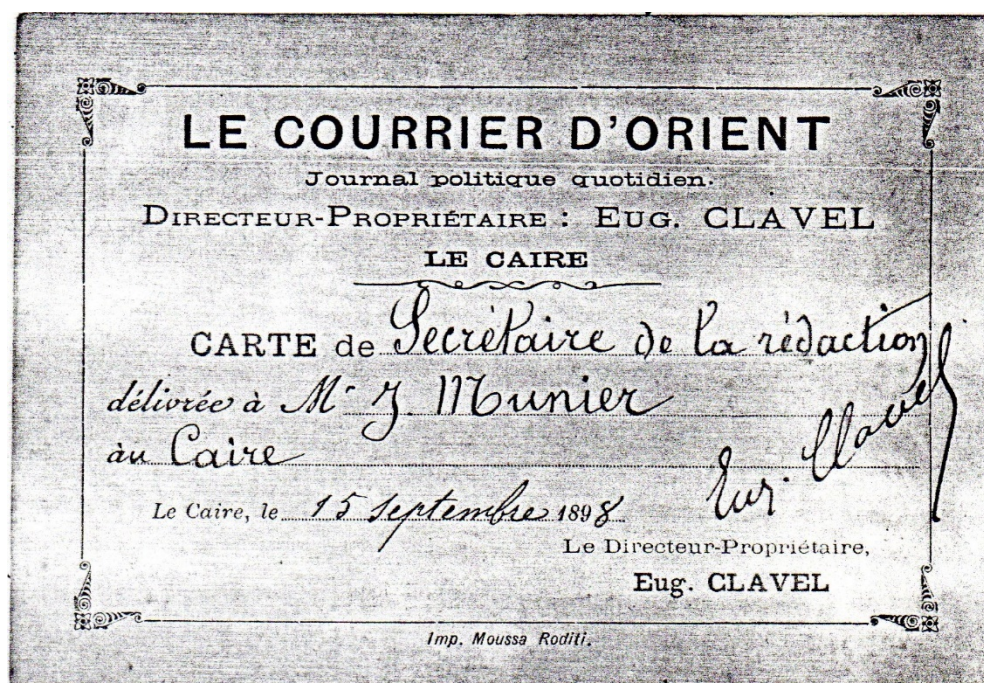 LE COURRIER D'ORIENT
Journal politique quotidien.
DIRECTEUR-PROPRIÉTAIRE : EUG. CLAVEL
LE CAIRE
CARTE de Secrétaire de la rédaction
délivrée à Mr J. Munier
au Caire
Eug. Clavel
Le Caire, le 15 septembre 1898
Le Directeur-Propriétaire,
Eug. CLAVEL
Imp. Moussa Roditi.